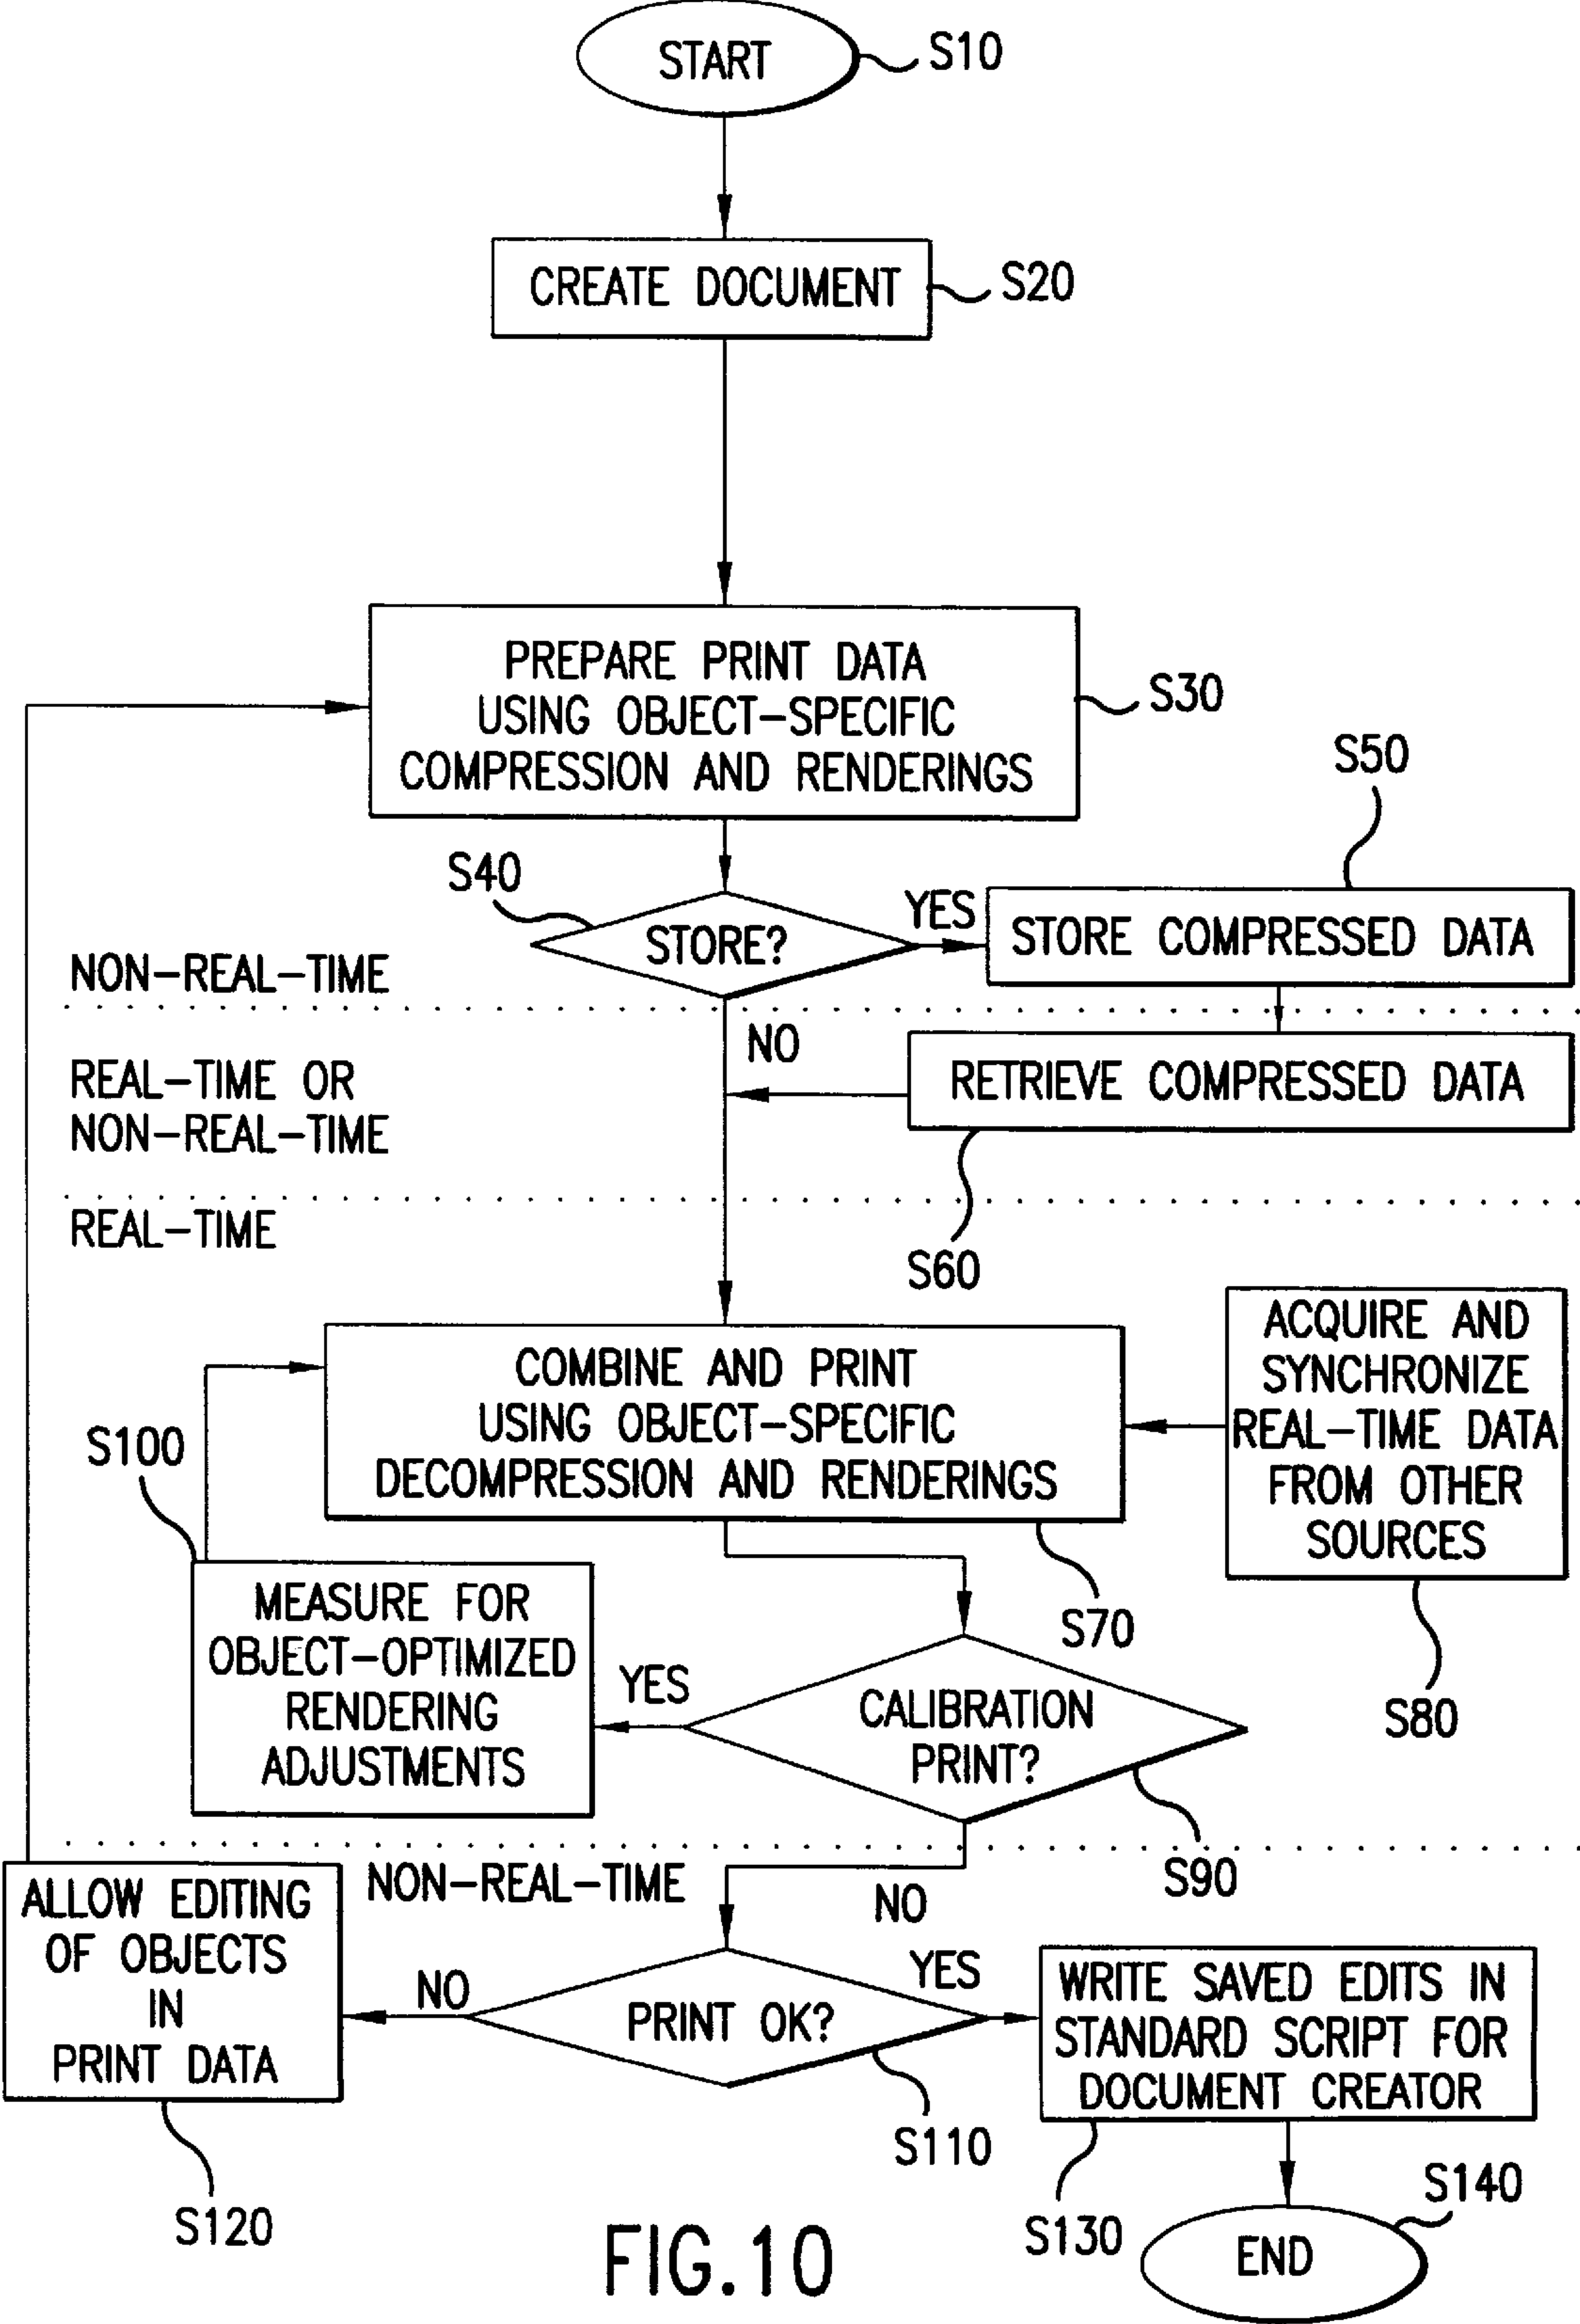 START
S10
CREATE DOCUMENT
S20
PREPARE PRINT DATA
USING OBJECT-SPECIFIC
COMPRESSION AND RENDERINGS
S30
S50
S40
STORE?
YES
STORE COMPRESSED DATA
NON-REAL-TIME
NO
REAL-TIME OR
NON-REAL-TIME
RETRIEVE COMPRESSED DATA
REAL-TIME
S60
COMBINE AND PRINT
USING OBJECT-SPECIFIC
DECOMPRESSION AND RENDERINGS
ACQUIRE AND
SYNCHRONIZE
REAL-TIME DATA
FROM OTHER
SOURCES
S100
S70
S80
MEASURE FOR
OBJECT-OPTIMIZED
RENDERING
ADJUSTMENTS
YES
CALIBRATION
PRINT?
S90
NON-REAL-TIME
NO
ALLOW EDITING
OF OBJECTS
IN
PRINT DATA
NO
PRINT OK?
YES
WRITE SAVED EDITS IN
STANDARD SCRIPT FOR
DOCUMENT CREATOR
S110
S120
S130
S140
END
FIG.10